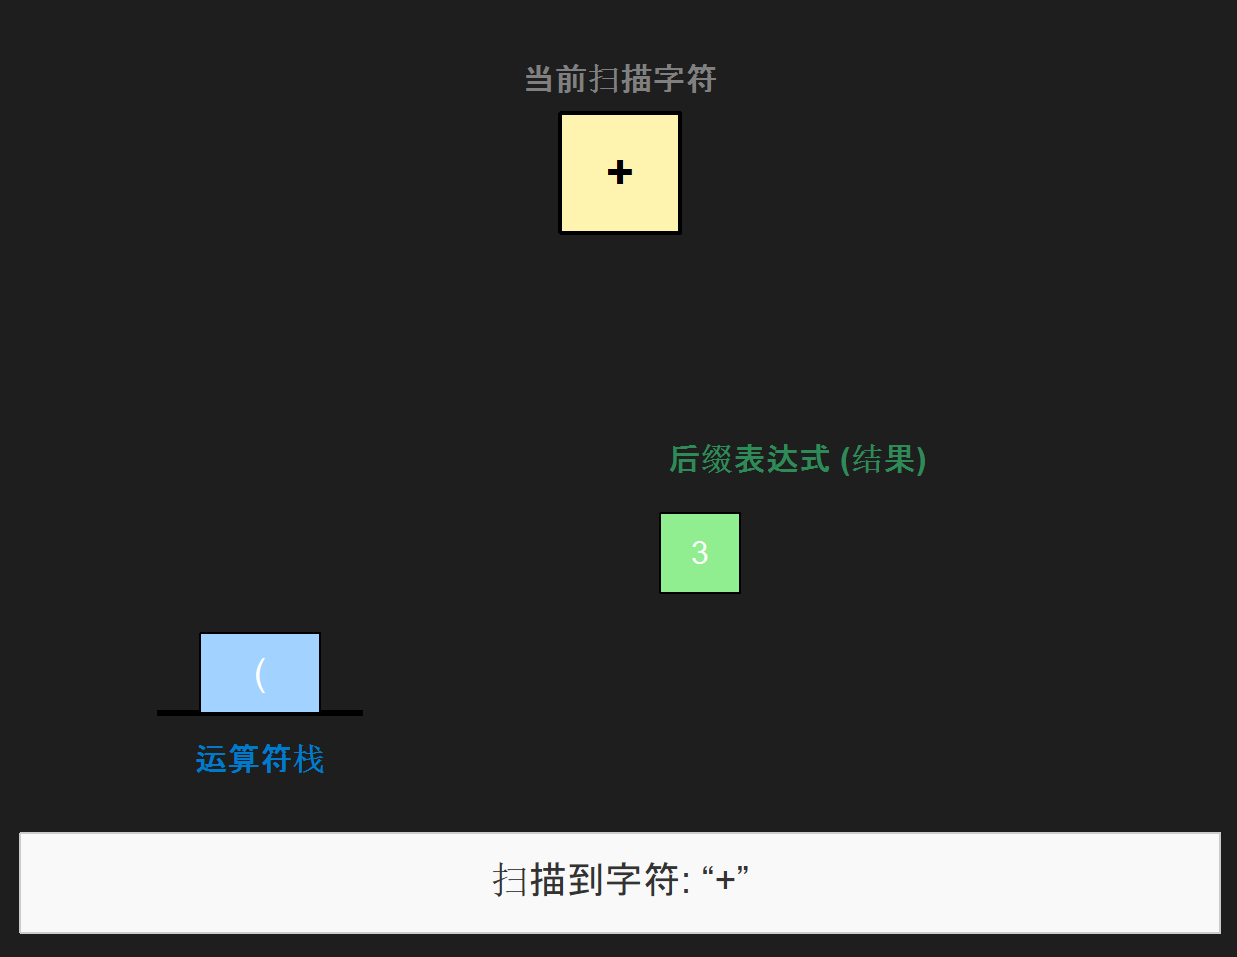 当前扫描字符
+
后缀表达式 (结果)
3
(
运算符栈
扫描到字符: “+”